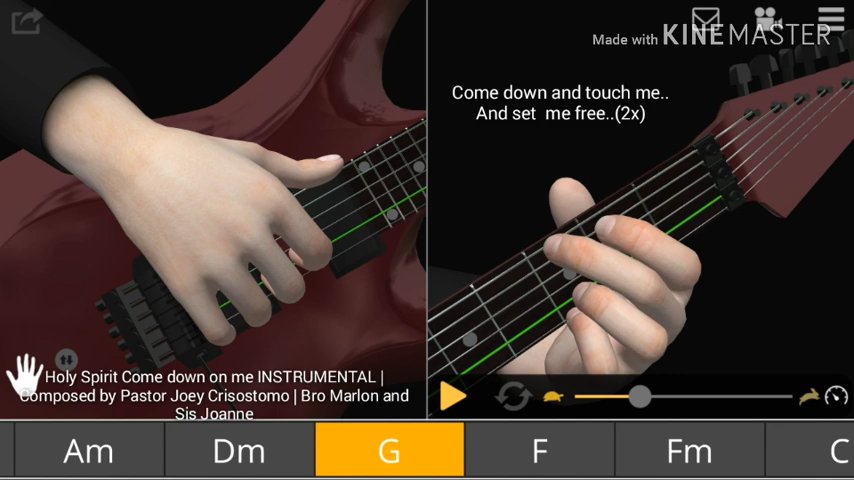 Made with KINEMASTER
Come down and touch me..
And set me free..(2x)
Holy Spirit Come down on me INSTRUMENTAL |
Composed by Pastor Joey Crisostomo | Bro Marlon and
Sis Joanne
Am Dm G F Fm C